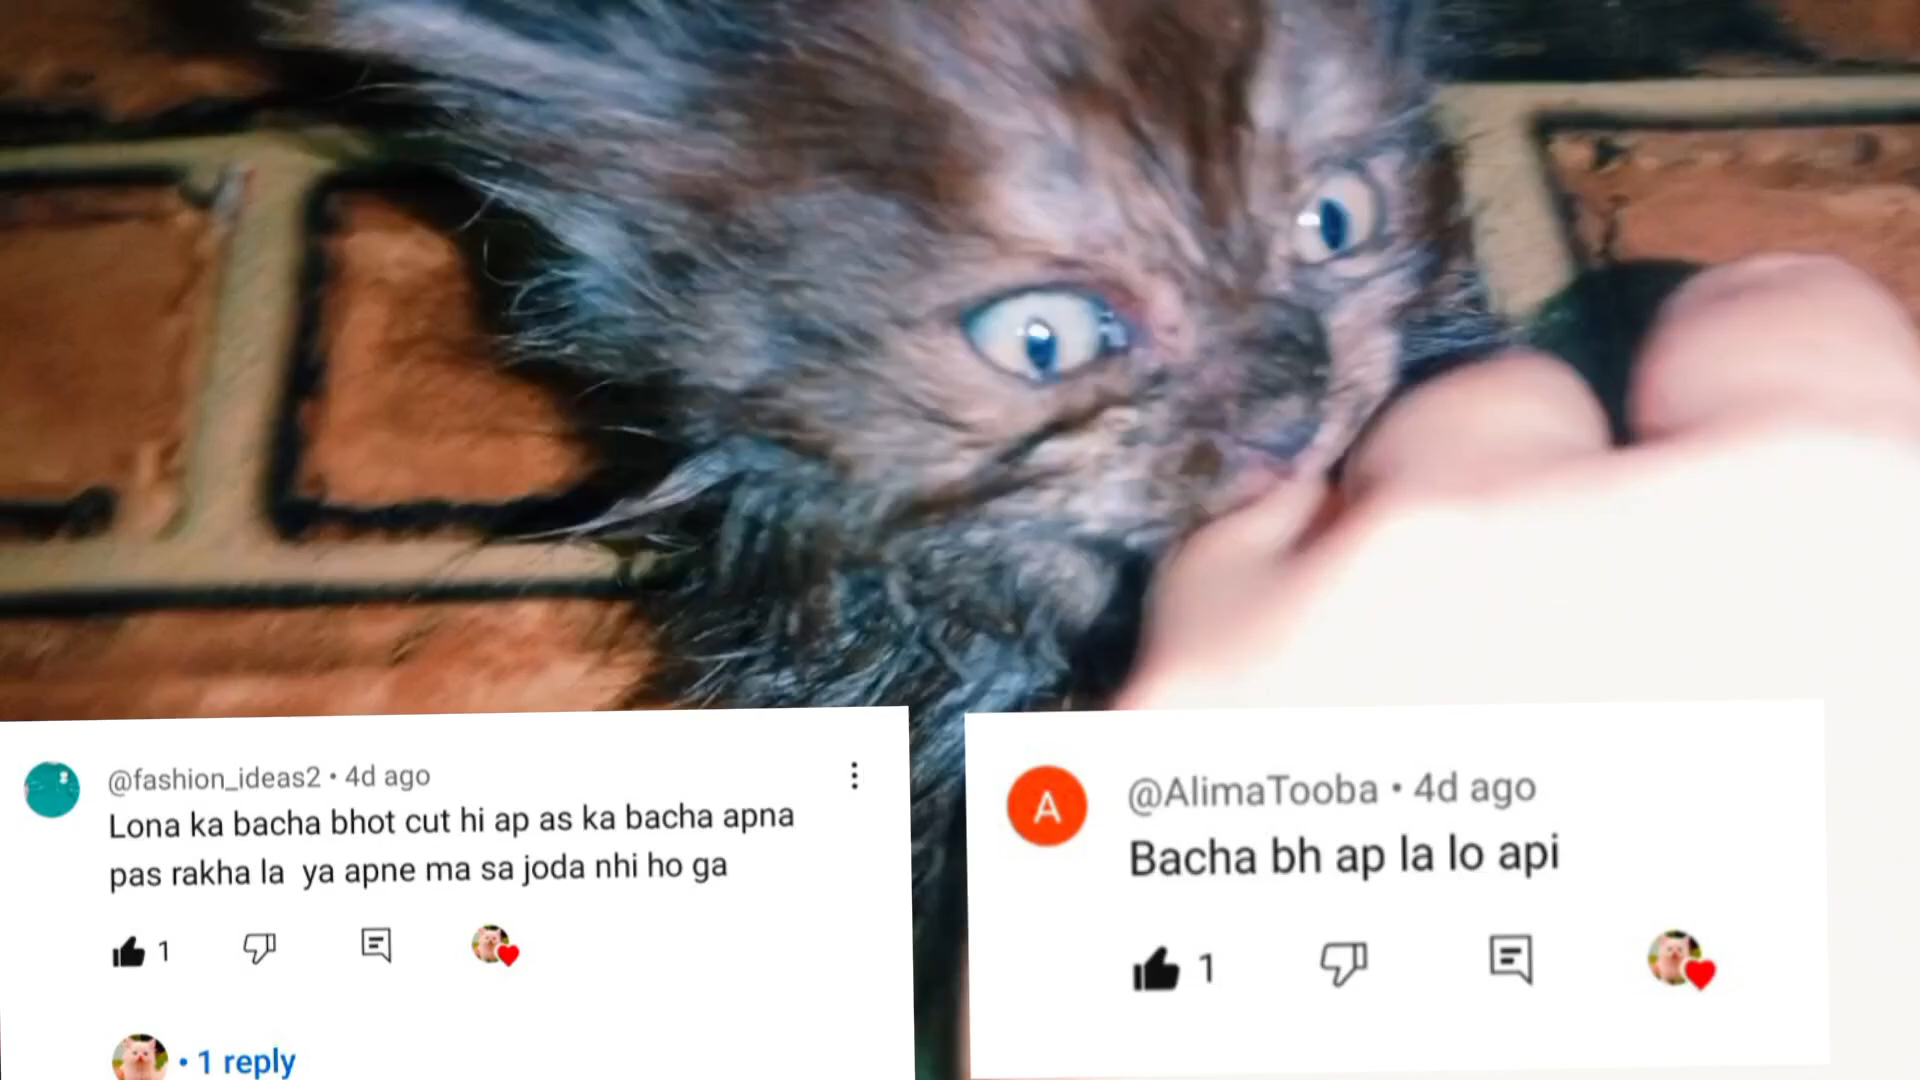 @fashion_ideas2 • 4d ago
Lona ka bacha bhot cut hi ap as ka bacha apna
pas rakha la ya apne ma sa joda nhi ho ga
1
• 1 reply
A
@AlimaTooba • 4d ago
Bacha bh ap la lo api
1